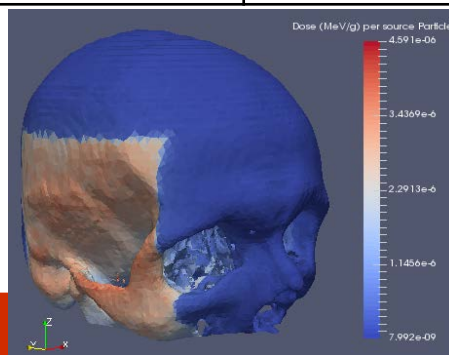 Dose (MeV/g) per source Particle
4.591e-06
3.4369e-6
2.2913e-6
1.1456e-6
7.992e-09
Z
Y
X